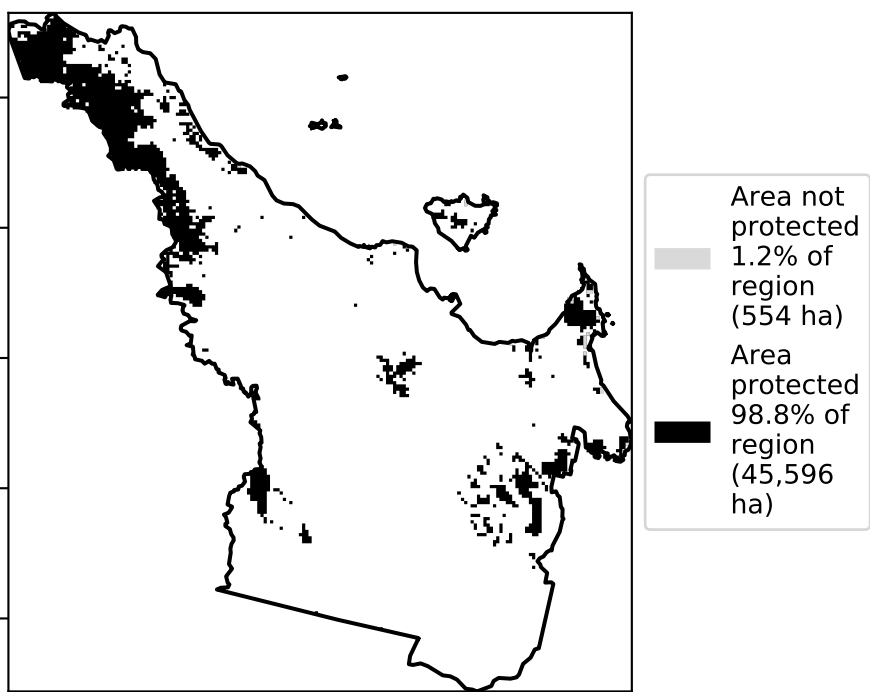 Area not
protected
1.2% of
region
(554 ha)
Area
protected
98.8% of
region
(45,596
ha)